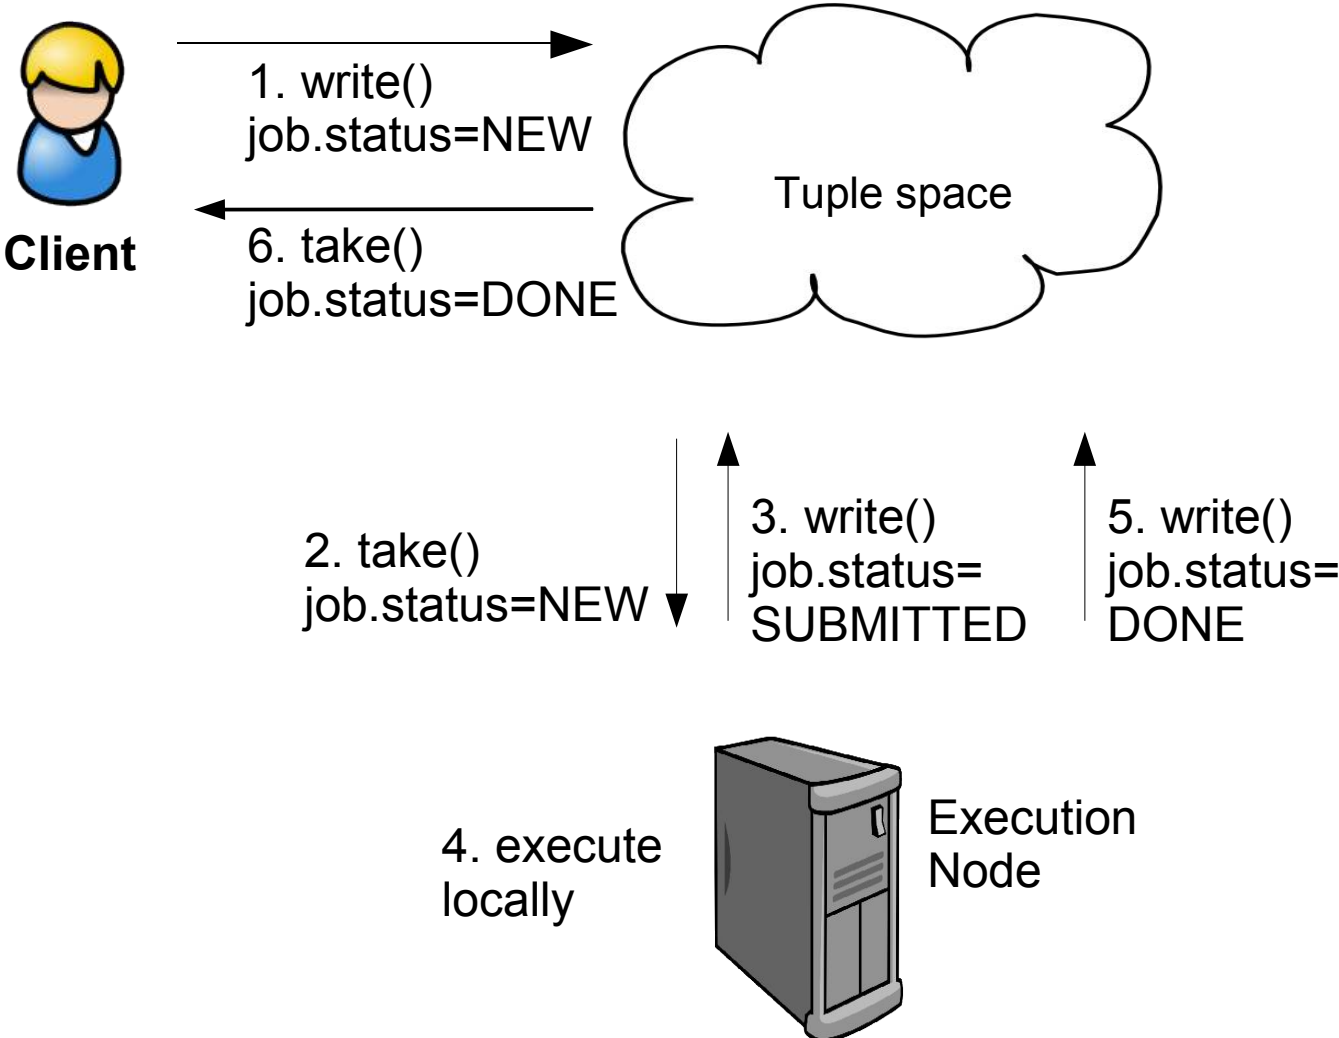 1. write()
job.status=NEW
Tuple space
Client
6. take()
job.status=DONE
2. take()
job.status=NEW
3. write()
job.status=
SUBMITTED
5. write()
job.status=
DONE
4. execute
locally
Execution
Node